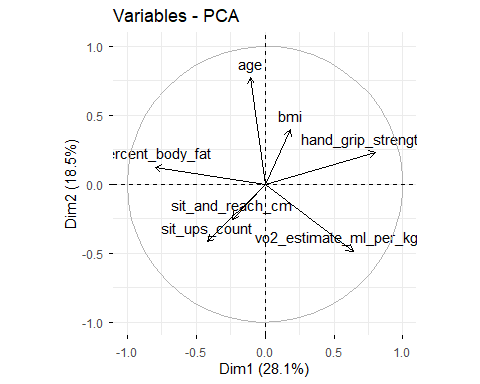 Variables - PCA
1.0
0.5
0.0
-0.5
-1.0
Dim2 (18.5%)
age
bmi
hand_grip_strengt
ercent_body_fat
sit_and_reach_cm
sit_ups_count
vo2_estimate_ml_per_kg
-1.0 -0.5 0.0 0.5 1.0
Dim1 (28.1%)